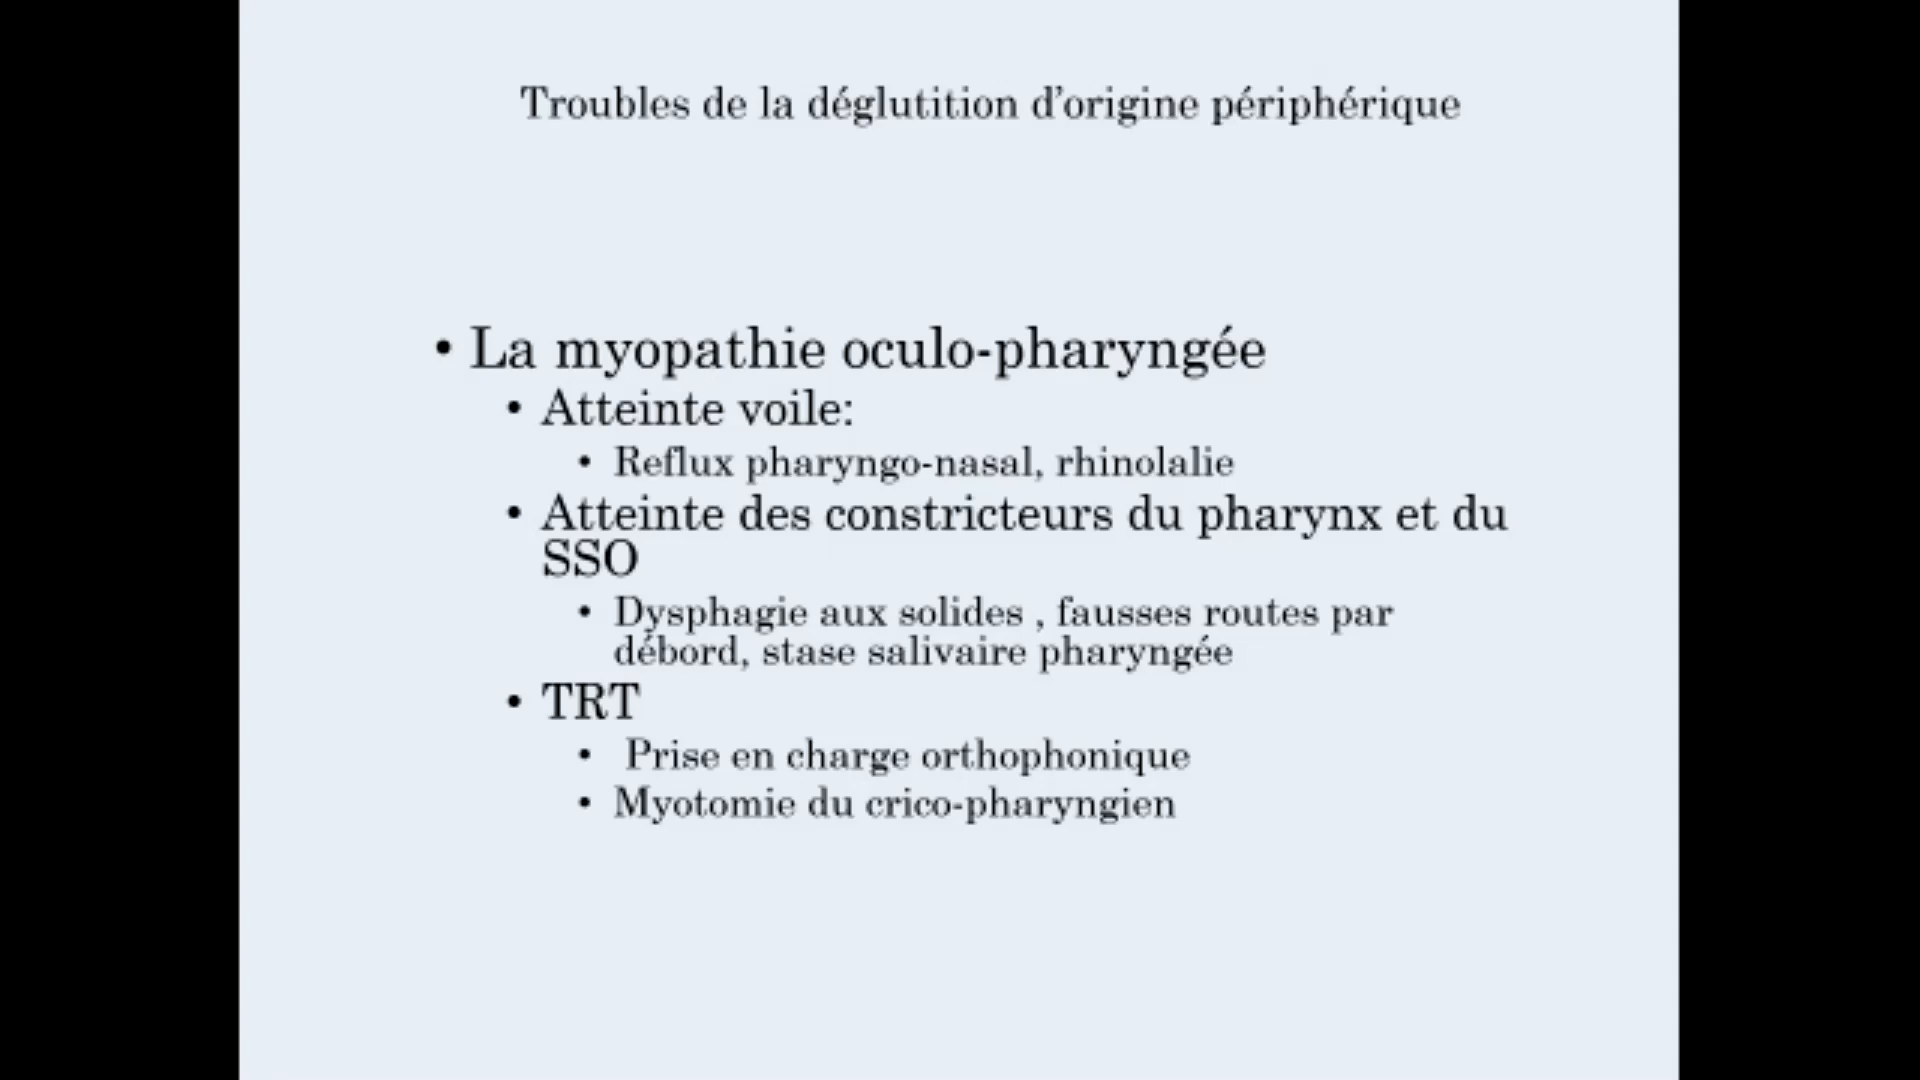 Troubles de la déglutition d’origine périphérique
• La myopathie oculo-pharyngée
• Atteinte voile:
• Reflux pharyngo-nasal, rhinolalie
• Atteinte des constricteurs du pharynx et du
SSO
• Dysphagie aux solides , fausses routes par
débord, stase salivaire pharyngée
• TRT
• Prise en charge orthophonique
• Myotomie du crico-pharyngien